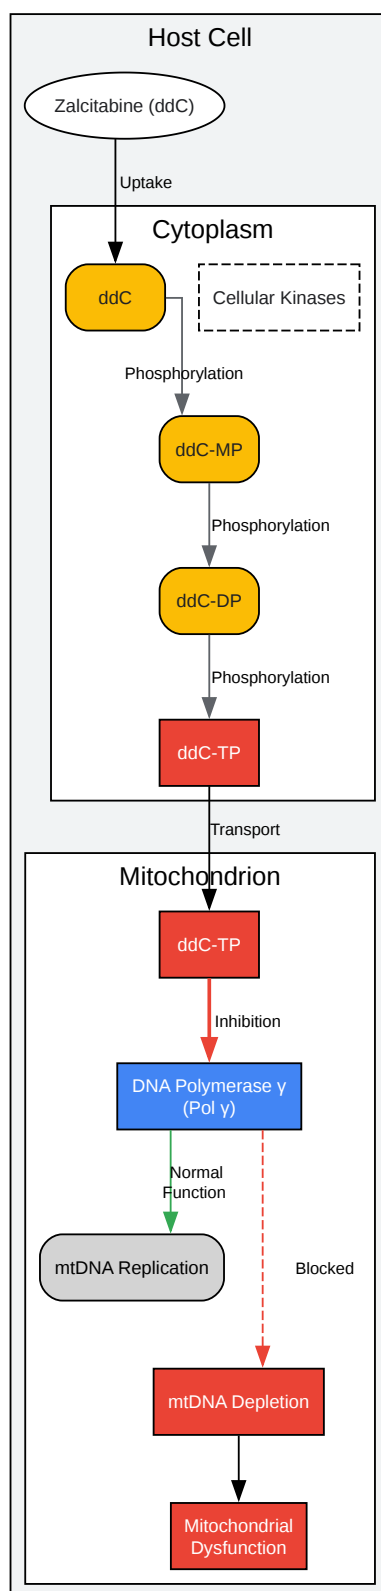 Host Cell
Zalcitabine (ddC)
Uptake
Cytoplasm
ddC
Cellular Kinases
Phosphorylation
ddC-MP
Phosphorylation
ddC-DP
Phosphorylation
ddC-TP
Transport
Mitochondrion
ddC-TP
Inhibition
DNA Polymerase γ
(Pol γ)
Normal
Function
mtDNA Replication
Blocked
mtDNA Depletion
Mitochondrial
Dysfunction